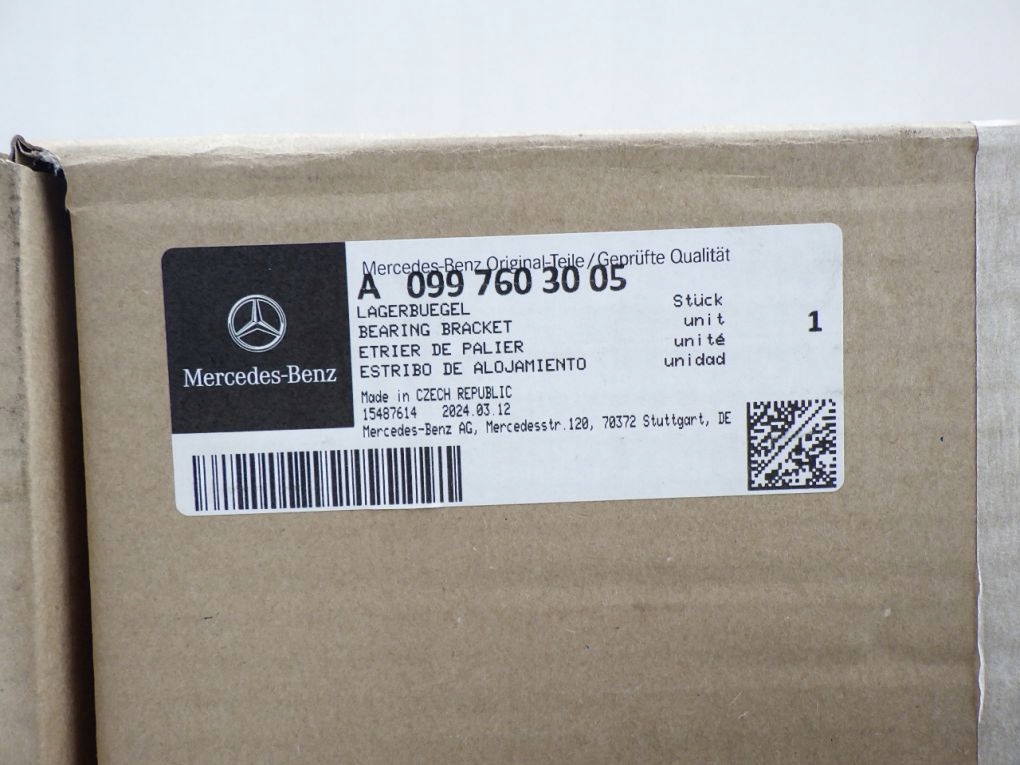 Mercedes-Benz Original-Teile/Geprüfte Qualität
A 099 760 30 05
LAGERBUEGEL
BEARING BRACKET
ETRIER DE PALIER
ESTRIBO DE ALOJAMIENTO
Stück
unit
unité
unidad
1
Mercedes-Benz
Made in CZECH REPUBLIC
15487614 2024.03.12
Mercedes-Benz AG, Mercedesstr.120, 70372 Stuttgart, DE